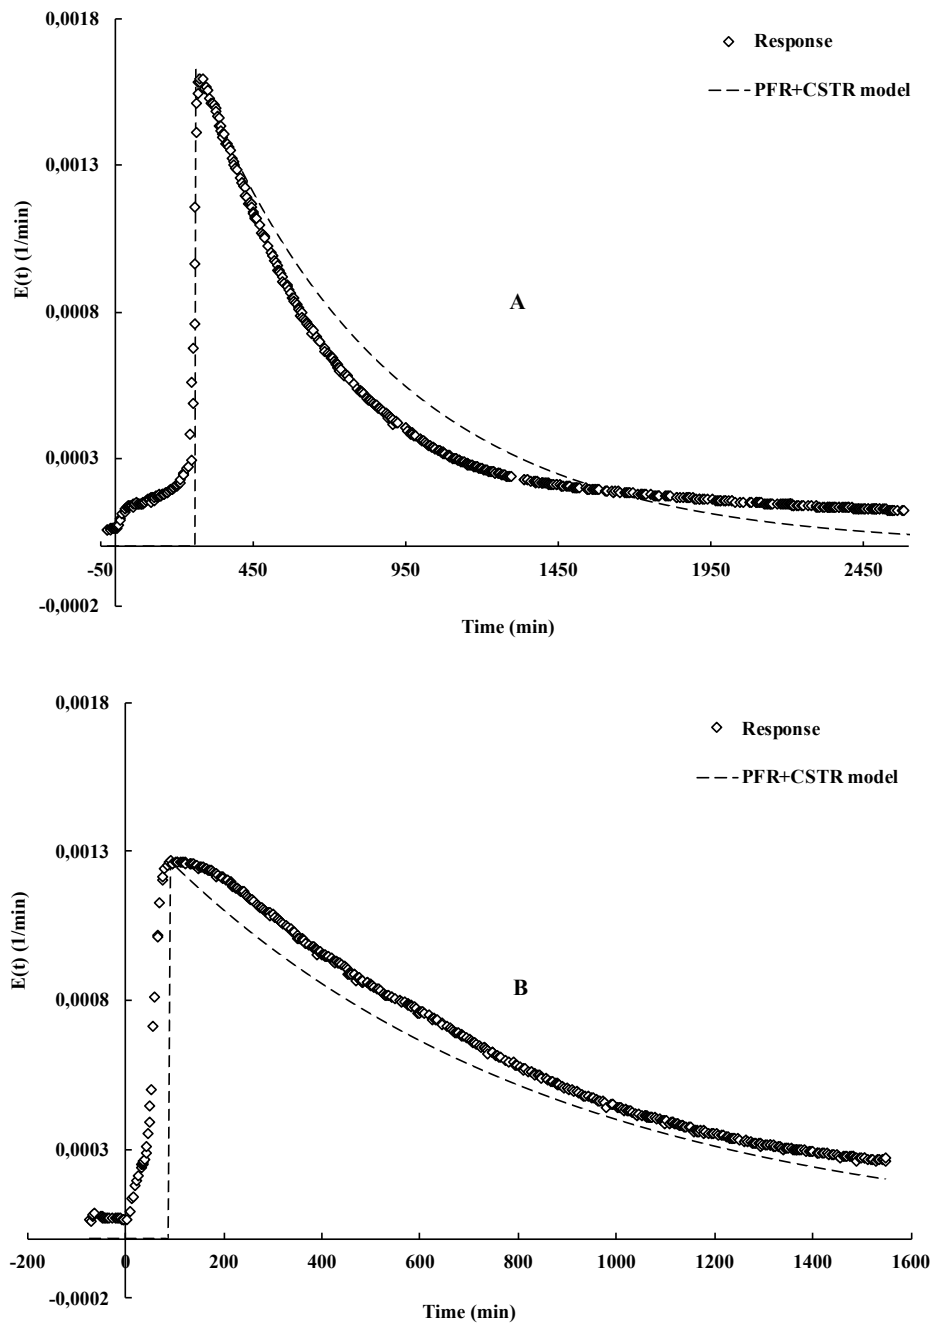 0,0018
Response
PFR+CSTR model
0,0013
E(t) (1/min)
0,0008
A
0,0003
-50 450 950 1450 1950 2450
-0,0002
Time (min)
0,0018
Response
PFR+CSTR model
0,0013
E(t) (1/min)
0,0008
B
0,0003
-200 0 200 400 600 800 1000 1200 1400 1600
-0,0002
Time (min)